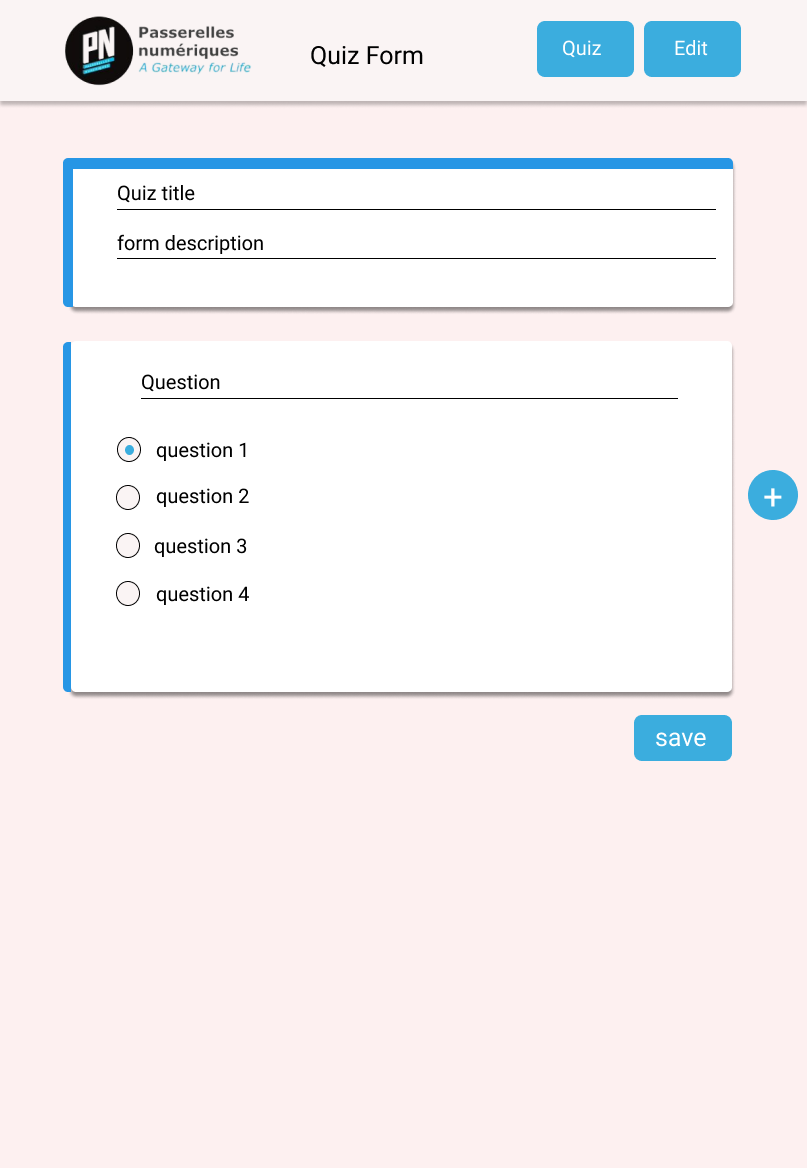 PN
Passerelles
numériques
A Gateway for Life
Quiz Form
Quiz
Edit
Quiz title
form description
Question
question 1
question 2
question 3
question 4
+
save